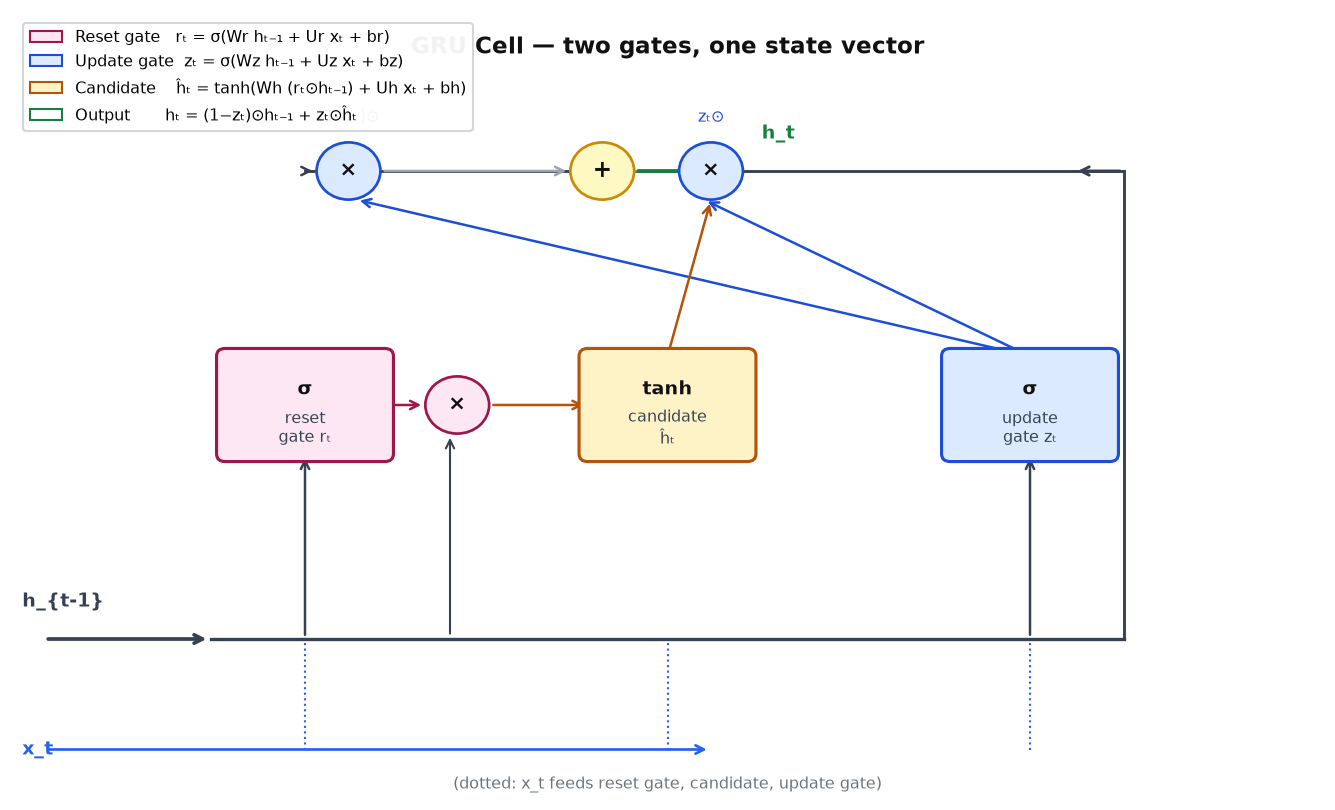 Reset gate rₜ = σ(Wr hₜ₋₁ + Ur xₜ + br)
Update gate zₜ = σ(Wz hₜ₋₁ + Uz xₜ + bz)
Candidate ĥₜ = tanh(Wh (rₜ⊙hₜ₋₁) + Uh xₜ + bh)
Output hₜ = (1−zₜ)⊙hₜ₋₁ + zₜ⊙ĥₜ
GRU Cell — two gates, one state vector
zₜ⊙
h_t
×
+
×
σ
reset
gate rₜ
×
tanh
candidate
ĥₜ
σ
update
gate zₜ
h_{t-1}
x_t
(dotted: x_t feeds reset gate, candidate, update gate)